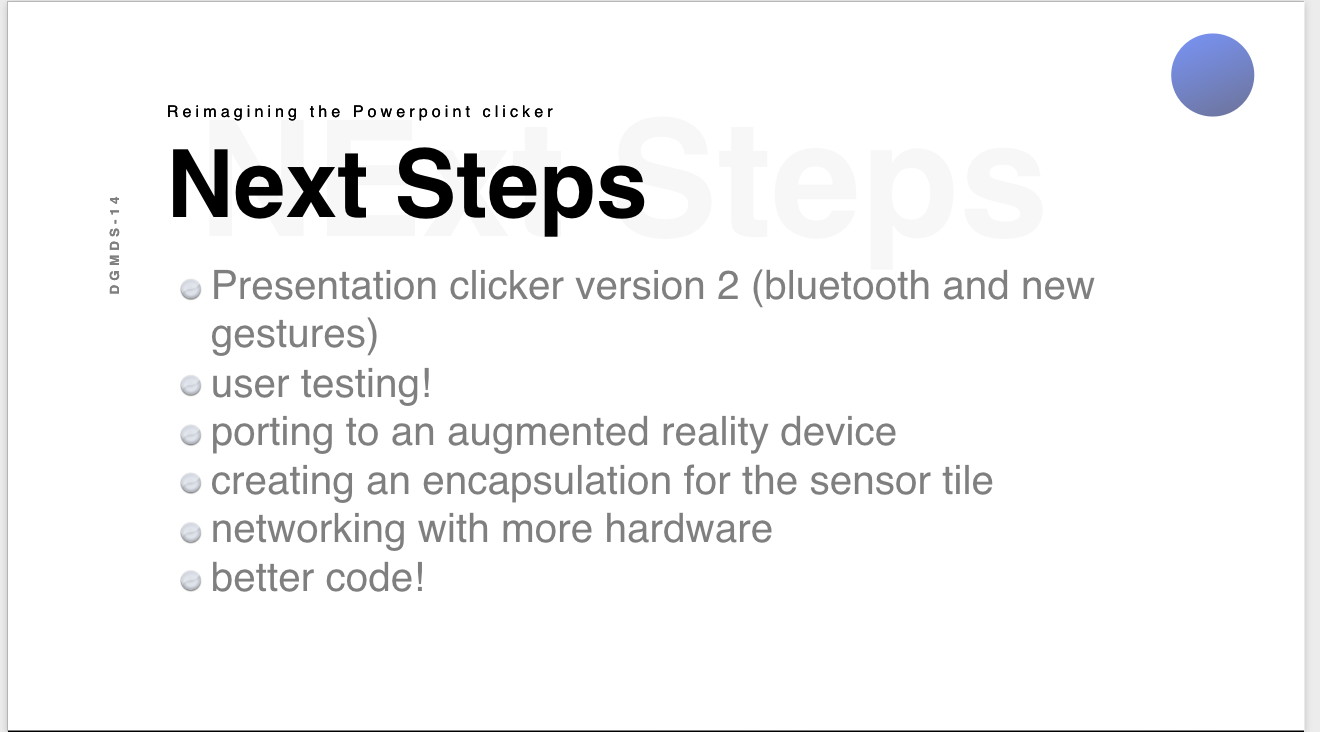 Reimagining the Powerpoint clicker
NExt Steps
Next Steps
DGMDS-14
Presentation clicker version 2 (bluetooth and new
gestures)
user testing!
porting to an augmented reality device
creating an encapsulation for the sensor tile
networking with more hardware
better code!